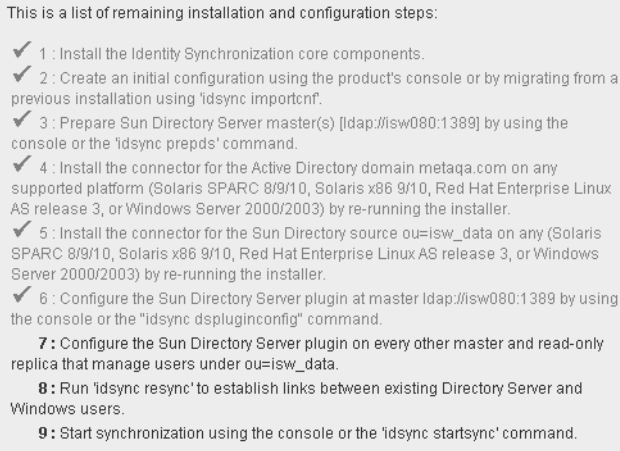 This is a list of remaining installation and configuration steps:
1 : Install the Identity Synchronization core components.
2 : Create an initial configuration using the product's console or by migrating from a
previous installation using 'idsync importcnf'.
3 : Prepare Sun Directory Server master(s) [ldap://isw080:1389] by using the
console or the 'idsync prepds' command.
4 : Install the connector for the Active Directory domain metaqa.com on any
supported platform (Solaris SPARC 8/9/10, Solaris x86 9/10, Red Hat Enterprise Linux
AS release 3, or Windows Server 2000/2003) by re-running the installer.
5 : Install the connector for the Sun Directory source ou=isw_data on any (Solaris
SPARC 8/9/10, Solaris x86 9/10, Red Hat Enterprise Linux AS release 3, or Windows
Server 2000/2003) by re-running the installer.
6 : Configure the Sun Directory Server plugin at master ldap://isw080:1389 by using
the console or the "idsync dspluginconfig" command.
7 : Configure the Sun Directory Server plugin on every other master and read-only
replica that manage users under ou=isw_data.
8 : Run 'idsync resync' to establish links between existing Directory Server and
Windows users.
9 : Start synchronization using the console or the 'idsync startsync' command.